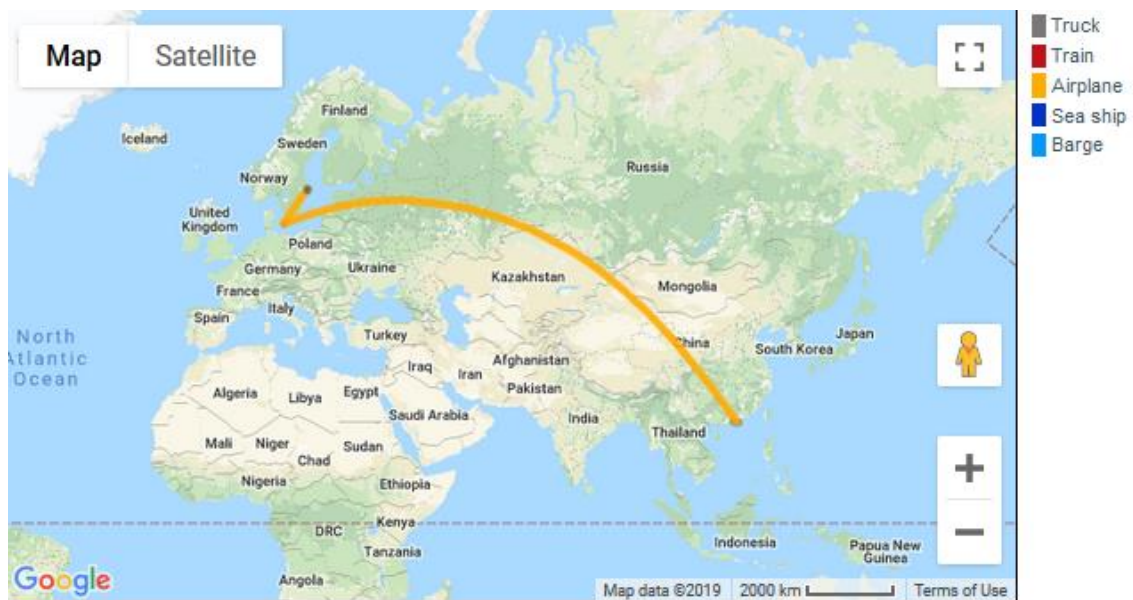 Map
Satellite
Truck
Train
Airplane
Sea ship
Barge
Finland
Iceland
Sweden
Norway
Russia
United
Kingdom
Poland
Germany
Ukraine
Kazakhstan
Mongolia
France
Italy
Spain
Turkey
China
Japan
South Korea
North
Atlantic
Ocean
Afghanistan
Iraq
Iran
Pakistan
Algeria
Libya
Egypt
Saudi Arabia
India
Thailand
Mali
Niger
Sudan
Chad
Nigeria
Ethiopia
DRC
Kenya
Tanzania
Indonesia
Papua New
Guinea
Angola
Google
Map data ©2019
2000 km
Terms of Use